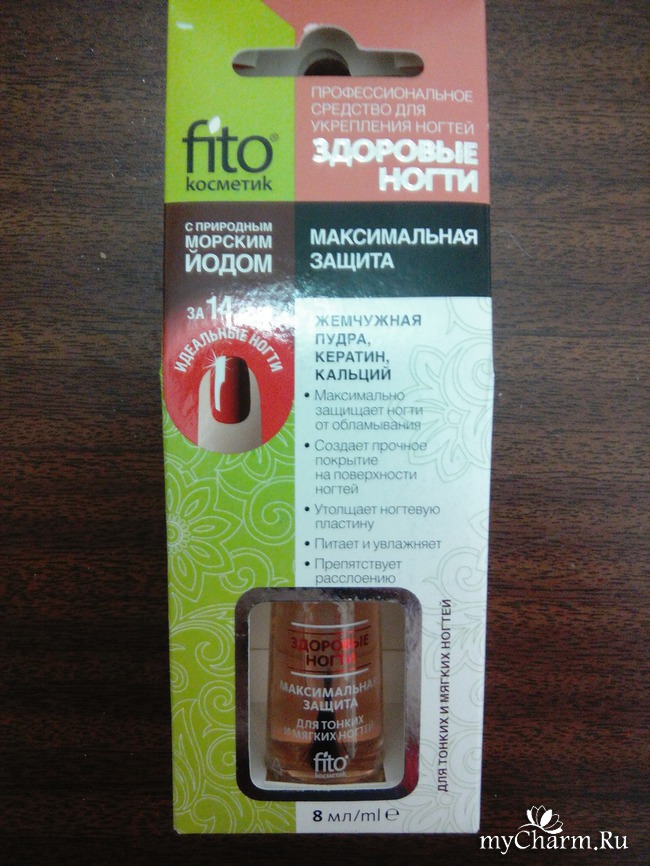 ПРОФЕССИОНАЛЬНОЕ
СРЕДСТВО ДЛЯ
УКРЕПЛЕНИЯ НОГТЕЙ
ЗДОРОВЫЕ
НОГТИ
fito®
косметик
С ПРИРОДНЫМ
МОРСКИМ
ЙОДОМ
МАКСИМАЛЬНАЯ
ЗАЩИТА
ЗА 14
ИДЕАЛЬНЫЕ НОГТИ
ЖЕМЧУЖНАЯ
ПУДРА,
КЕРАТИН,
КАЛЬЦИЙ
• Максимально
защищает ногти
от обламывания
• Создает прочное
покрытие
на поверхности
ногтей
• Утолщает ногтевую
пластину
• Питает и увлажняет
• Препятствует
расслоению
ДЛЯ ТОНКИХ И МЯГКИХ НОГТЕЙ
ЗДОРОВЫЕ
НОГТИ
МАКСИМАЛЬНАЯ
ЗАЩИТА
ДЛЯ ТОНКИХ
И МЯГКИХ НОГТЕЙ
fito®
косметик
8 мл/ml e
myCharm.Ru